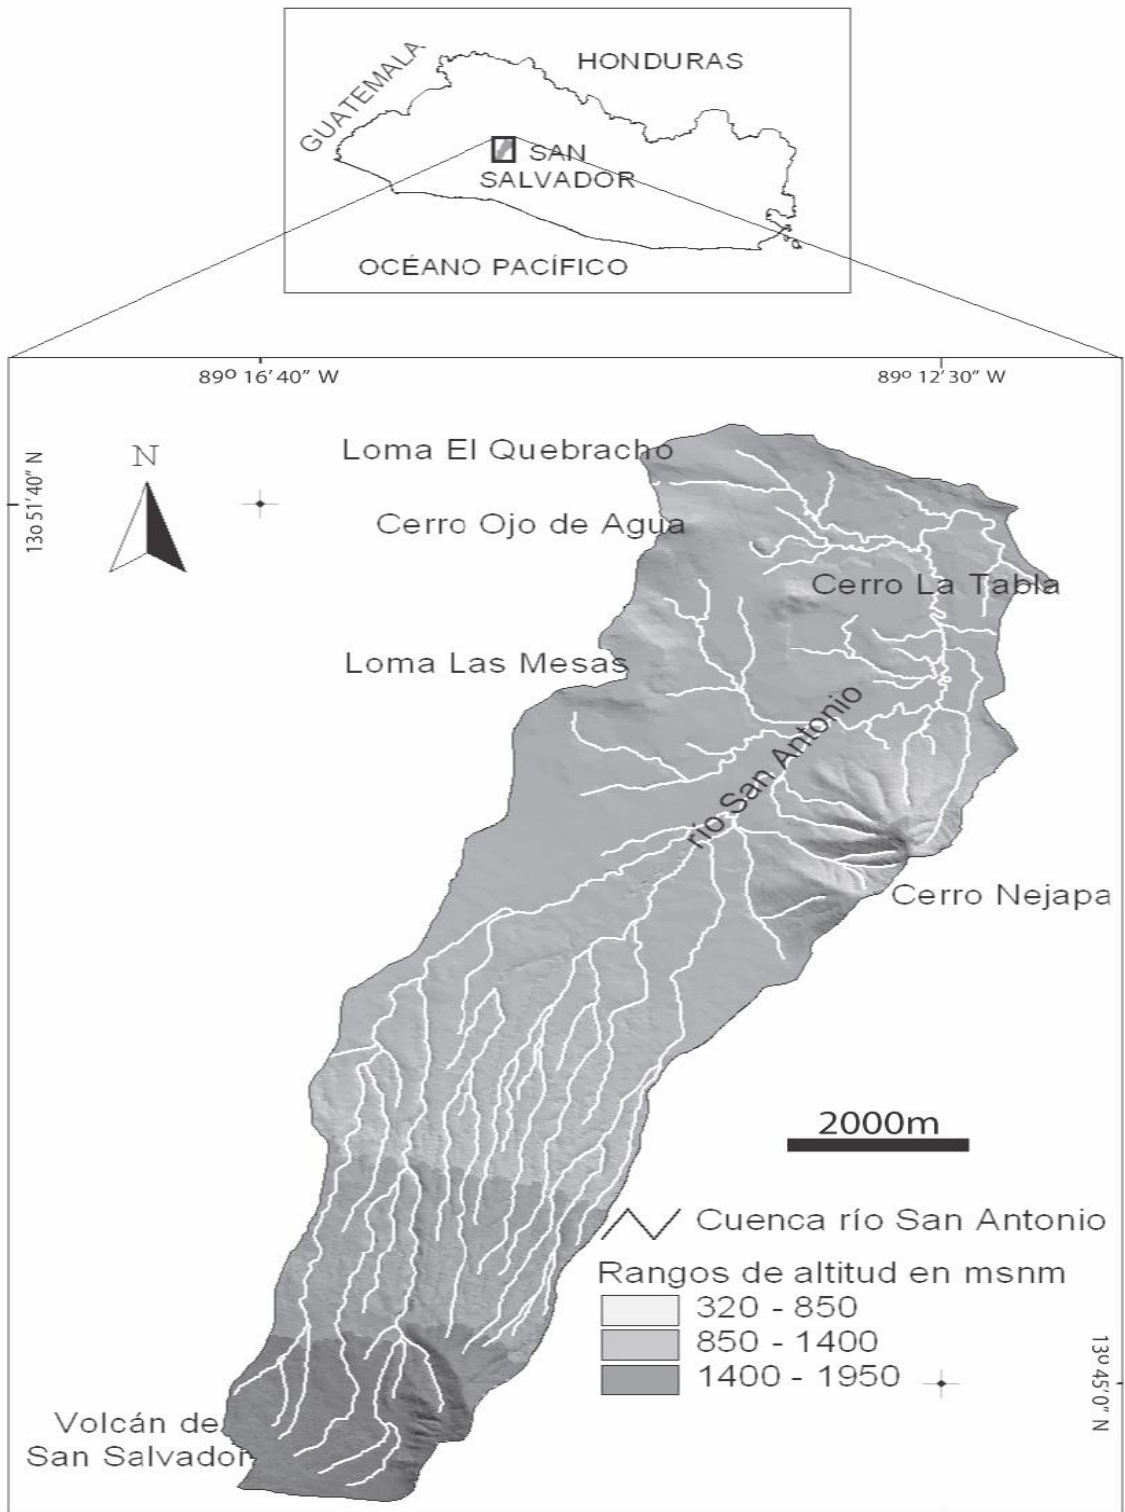 HONDURAS
GUATEMALA
SAN
SALVADOR
OCÉANO PACÍFICO
89º 16' 40" W
89º 12' 30" W
N
13o 51' 40" N
Loma El Quebracho
Cerro Ojo de Agua
Cerro La Tabla
Loma Las Mesas
río San Antonio
Cerro Nejapa
2000m
Cuenca río San Antonio
Rangos de altitud en msnm
320 - 850
850 - 1400
1400 - 1950
13º 45' 0" N
Volcán de
San Salvador